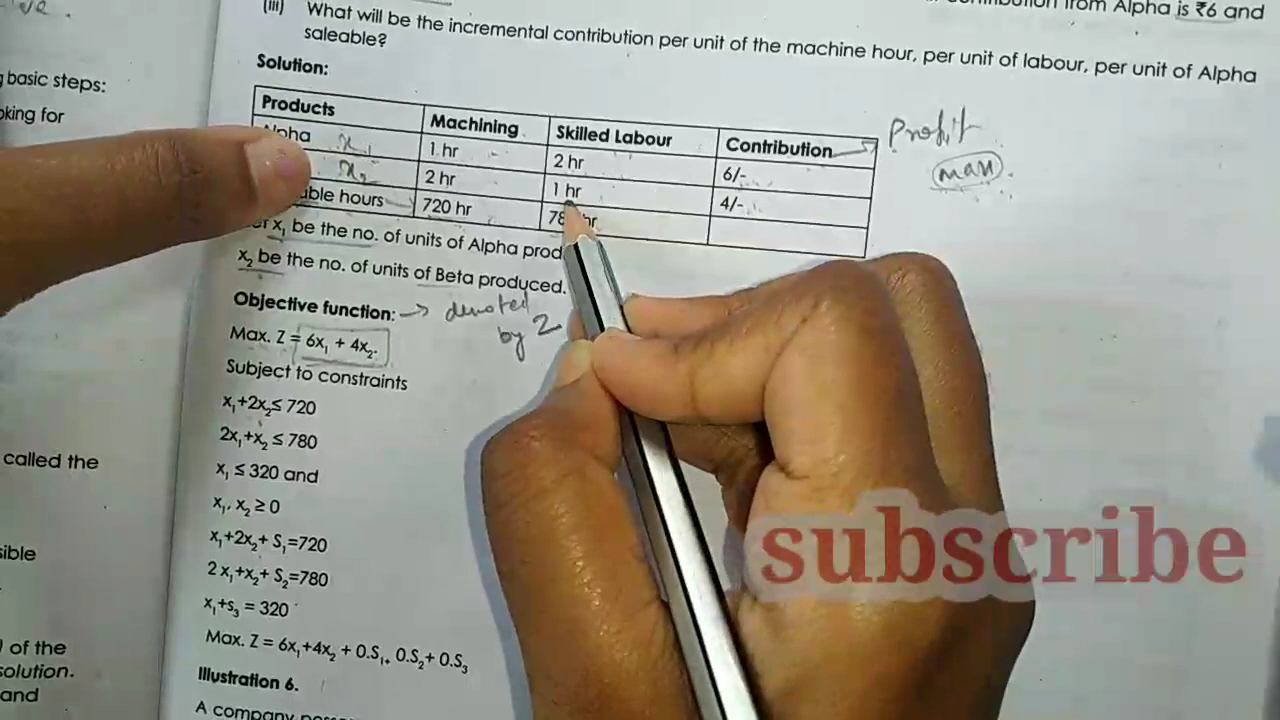 ve.
basic steps:
oking for
called the
sible
of the
solution.
and
from Alpha is ₹6 and
(iii) What will be the incremental contribution per unit of the machine hour, per unit of labour, per unit of Alpha
saleable?
Solution:
Products Machining Skilled Labour Contribution
Alpha x₁ 1 hr 2 hr 6/-
x₂ 2 hr 1 hr 4/-
able hours 720 hr 78 hr
Profit
max.
x₁ be the no. of units of Alpha prod
x₂ be the no. of units of Beta produced.
Objective function: → denoted
by Z
Max. Z = 6x₁ + 4x₂.
Subject to constraints
x₁+2x₂≤ 720
2x₁+x₂ ≤ 780
x₁ ≤ 320 and
x₁, x₂ ≥ 0
x₁+2x₂+ S₁=720
2 x₁+x₂+ S₂=780
x₁+s₃ = 320
Max. Z = 6x₁+4x₂ + 0.S₁+ 0.S₂+ 0.S₃
Illustration 6.
A company
subscribe